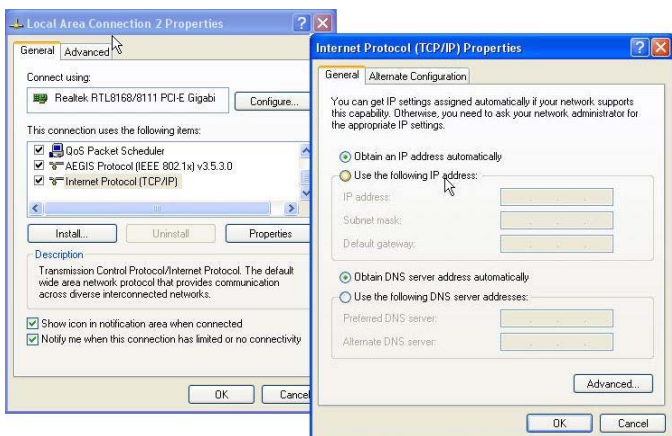 Local Area Connection 2 Properties
General
Advanced
Connect using:
Realtek RTL8168/8111 PCI-E Gigabi
Configure...
This connection uses the following items:
QoS Packet Scheduler
AEGIS Protocol (IEEE 802.1x) v3.5.3.0
Internet Protocol (TCP/IP)
Install...
Uninstall
Properties
Description
Transmission Control Protocol/Internet Protocol. The default
wide area network protocol that provides communication
across diverse interconnected networks.
Show icon in notification area when connected
Notify me when this connection has limited or no connectivity
OK
Cancel
Internet Protocol (TCP/IP) Properties
General
Alternate Configuration
You can get IP settings assigned automatically if your network supports
this capability. Otherwise, you need to ask your network administrator for
the appropriate IP settings.
Obtain an IP address automatically
Use the following IP address:
IP address:
Subnet mask:
Default gateway:
Obtain DNS server address automatically
Use the following DNS server addresses:
Preferred DNS server:
Alternate DNS server:
Advanced...
OK
Cancel